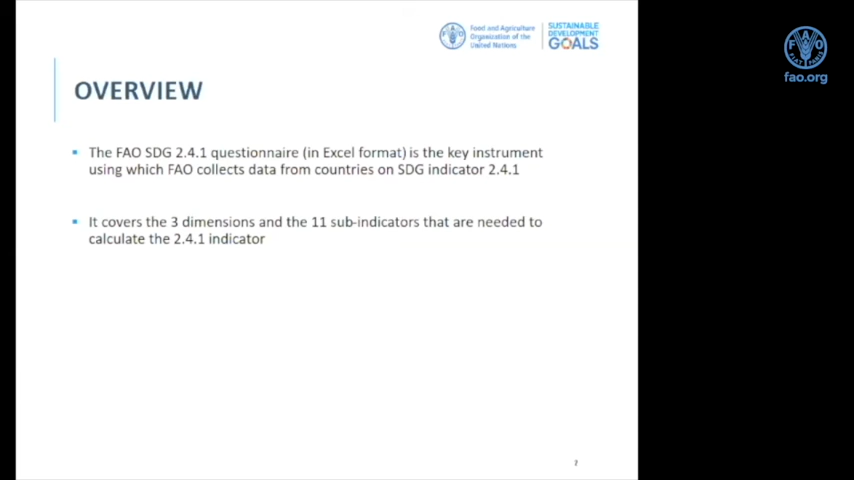 Food and Agriculture
Organization of the
United Nations
SUSTAINABLE
DEVELOPMENT
GOALS
fao.org
OVERVIEW
The FAO SDG 2.4.1 questionnaire (in Excel format) is the key instrument
using which FAO collects data from countries on SDG indicator 2.4.1
It covers the 3 dimensions and the 11 sub-indicators that are needed to
calculate the 2.4.1 indicator